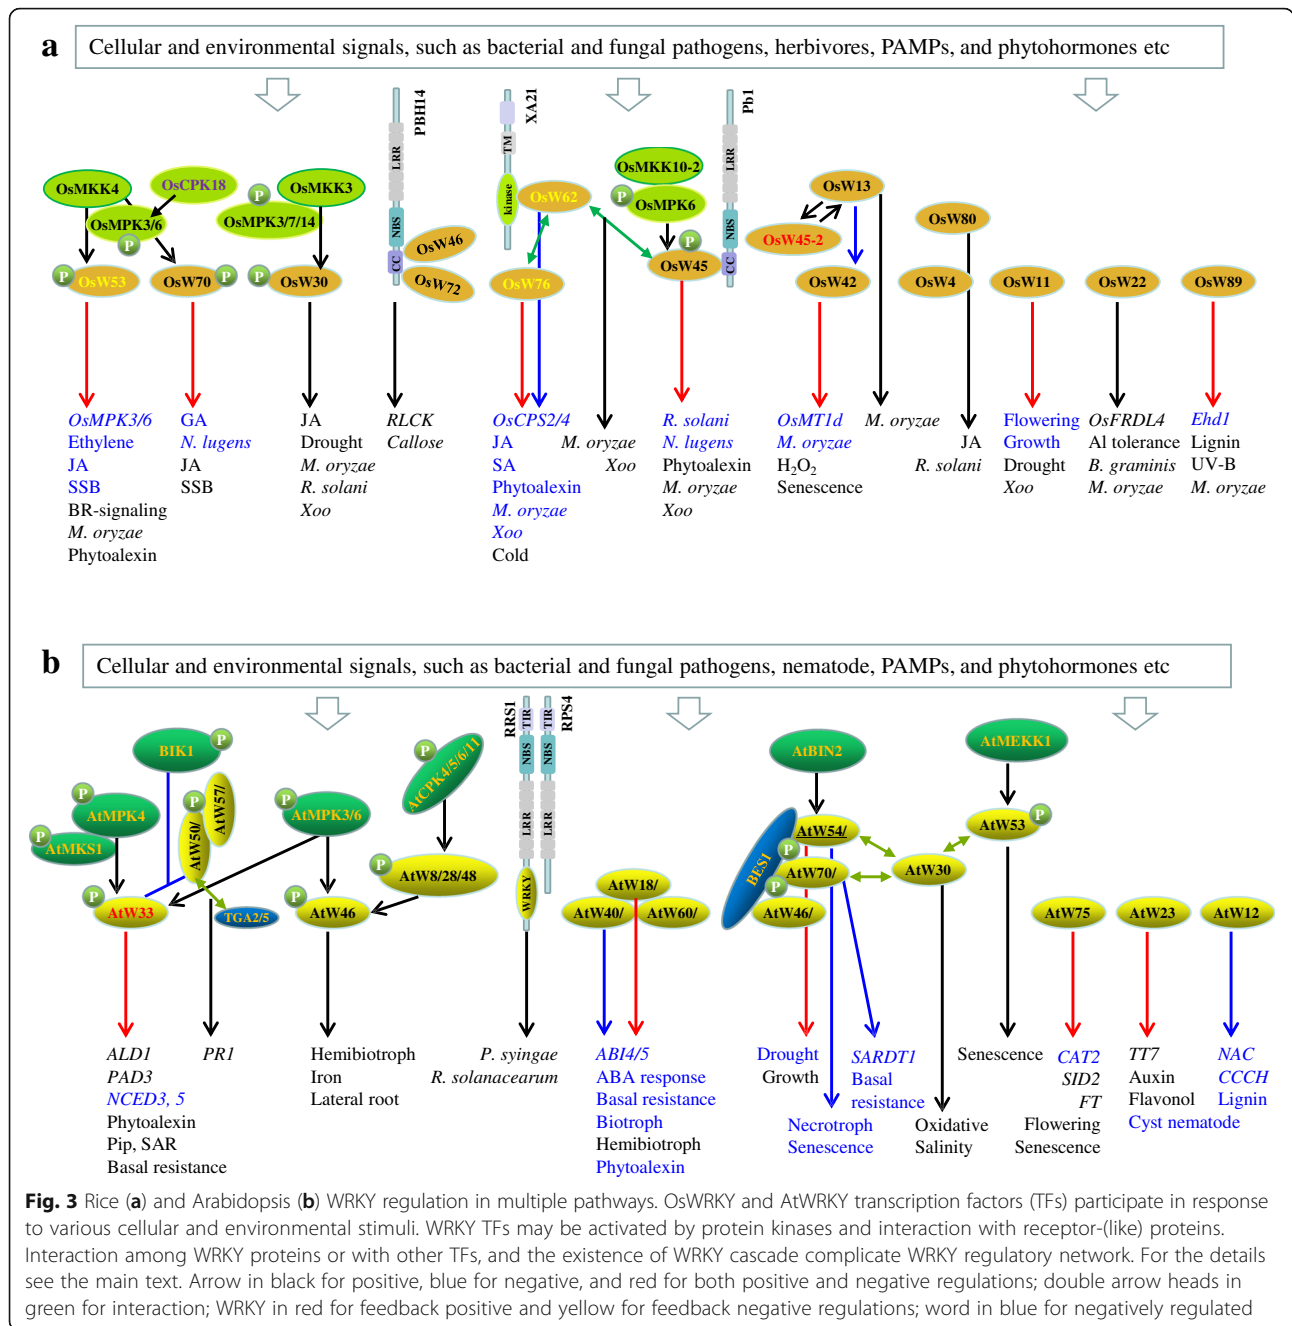 a
Cellular and environmental signals, such as bacterial and fungal pathogens, herbivores, PAMPs, and phytohormones etc
PBH14
LRR
NBS
CC
XA21
TM
kinase
Pb1
LRR
NBS
CC
OsMKK4
OsCPK18
OsMPK3/6
P
P
OsW53
OsW70
P
P
OsMKK3
OsMPK3/7/14
P
OsW30
OsW46
OsW72
OsW62
OsW76
OsMKK10-2
P
OsMPK6
P
OsW45
OsW13
OsW45-2
OsW42
OsW80
OsW4
OsW11
OsW22
OsW89
OsMPK3/6
Ethylene
JA
SSB
BR-signaling
M. oryzae
Phytoalexin
GA
N. lugens
JA
SSB
JA
Drought
M. oryzae
R. solani
Xoo
RLCK
Callose
OsCPS2/4
JA
SA
Phytoalexin
M. oryzae
Xoo
Cold
M. oryzae
Xoo
R. solani
N. lugens
Phytoalexin
M. oryzae
Xoo
OsMT1d
M. oryzae
H₂O₂
Senescence
M. oryzae
JA
R. solani
Flowering
Growth
Drought
Xoo
OsFRDL4
Al tolerance
B. graminis
M. oryzae
Ehd1
Lignin
UV-B
M. oryzae
b
Cellular and environmental signals, such as bacterial and fungal pathogens, nematode, PAMPs, and phytohormones etc
RRS1
TIR
NBS
LRR
WRKY
RPS4
TIR
NBS
LRR
BIK1
P
P
AtMPK4
P
AtMKS1
P
AtW33
P
AtW50/
AtW57/
TGA2/5
P
AtMPK3/6
P
AtW46
P
AtCPK4/5/6/11
P
AtW8/28/48
AtW18/
AtW40/
AtW60/
AtBIN2
BES1
AtW54/
P
AtW70/
P
AtW46/
AtMEKK1
AtW53
P
AtW30
AtW75
AtW23
AtW12
ALD1
PAD3
NCED3, 5
Phytoalexin
Pip, SAR
Basal resistance
PR1
Hemibiotroph
Iron
Lateral root
P. syingae
R. solanacearum
ABI4/5
ABA response
Basal resistance
Biotroph
Hemibiotroph
Phytoalexin
Drought
Growth
Necrotroph
Senescence
SARDT1
Basal
resistance
Oxidative
Salinity
Senescence
CAT2
SID2
FT
Flowering
Senescence
TT7
Auxin
Flavonol
Cyst nematode
NAC
CCCH
Lignin
Fig. 3 Rice (a) and Arabidopsis (b) WRKY regulation in multiple pathways. OsWRKY and AtWRKY transcription factors (TFs) participate in response
to various cellular and environmental stimuli. WRKY TFs may be activated by protein kinases and interaction with receptor-(like) proteins.
Interaction among WRKY proteins or with other TFs, and the existence of WRKY cascade complicate WRKY regulatory network. For the details
see the main text. Arrow in black for positive, blue for negative, and red for both positive and negative regulations; double arrow heads in
green for interaction; WRKY in red for feedback positive and yellow for feedback negative regulations; word in blue for negatively regulated